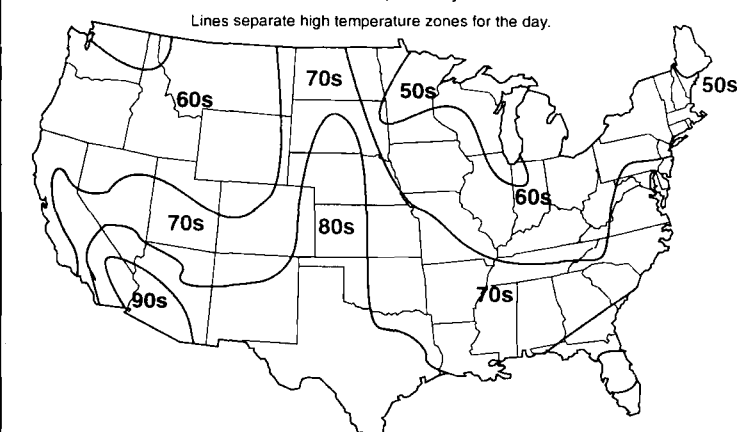 Lines separate high temperature zones for the day.
70s
50s
50s
60s
60s
70s
80s
70s
90s